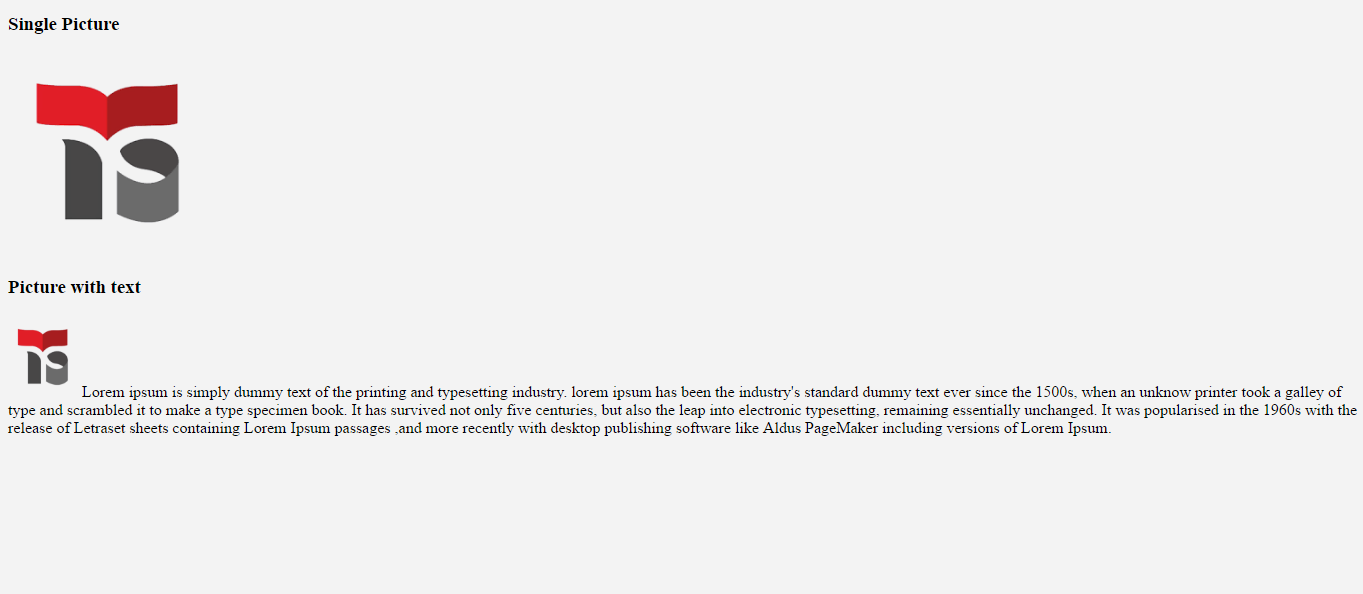 Single Picture
Picture with text
Lorem ipsum is simply dummy text of the printing and typesetting industry. lorem ipsum has been the industry's standard dummy text ever since the 1500s, when an unknow printer took a galley of
type and scrambled it to make a type specimen book. It has survived not only five centuries, but also the leap into electronic typesetting, remaining essentially unchanged. It was popularised in the 1960s with the
release of Letraset sheets containing Lorem Ipsum passages ,and more recently with desktop publishing software like Aldus PageMaker including versions of Lorem Ipsum.